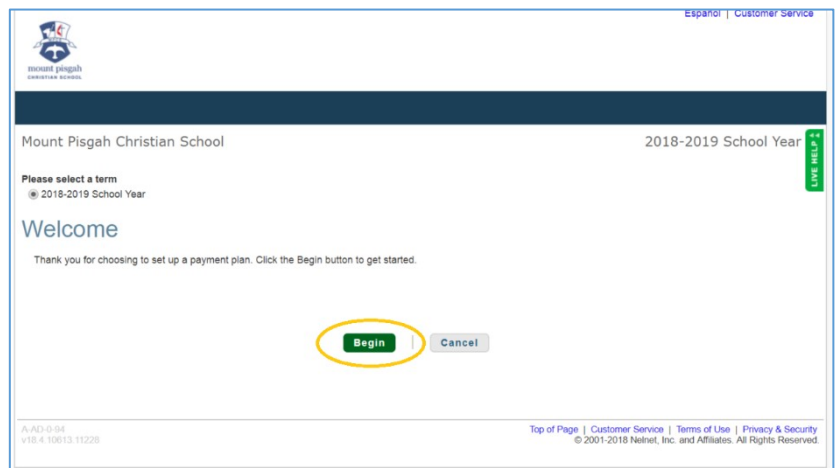 Español | Customer Service
mount pisgah
CHRISTIAN SCHOOL
Mount Pisgah Christian School
2018-2019 School Year
LIVE HELP
Please select a term
2018-2019 School Year
Welcome
Thank you for choosing to set up a payment plan. Click the Begin button to get started.
Begin | Cancel
A-AD-0-94
v18.4.10613.11228
Top of Page | Customer Service | Terms of Use | Privacy & Security
© 2001-2018 Nelnet, Inc. and Affiliates. All Rights Reserved.